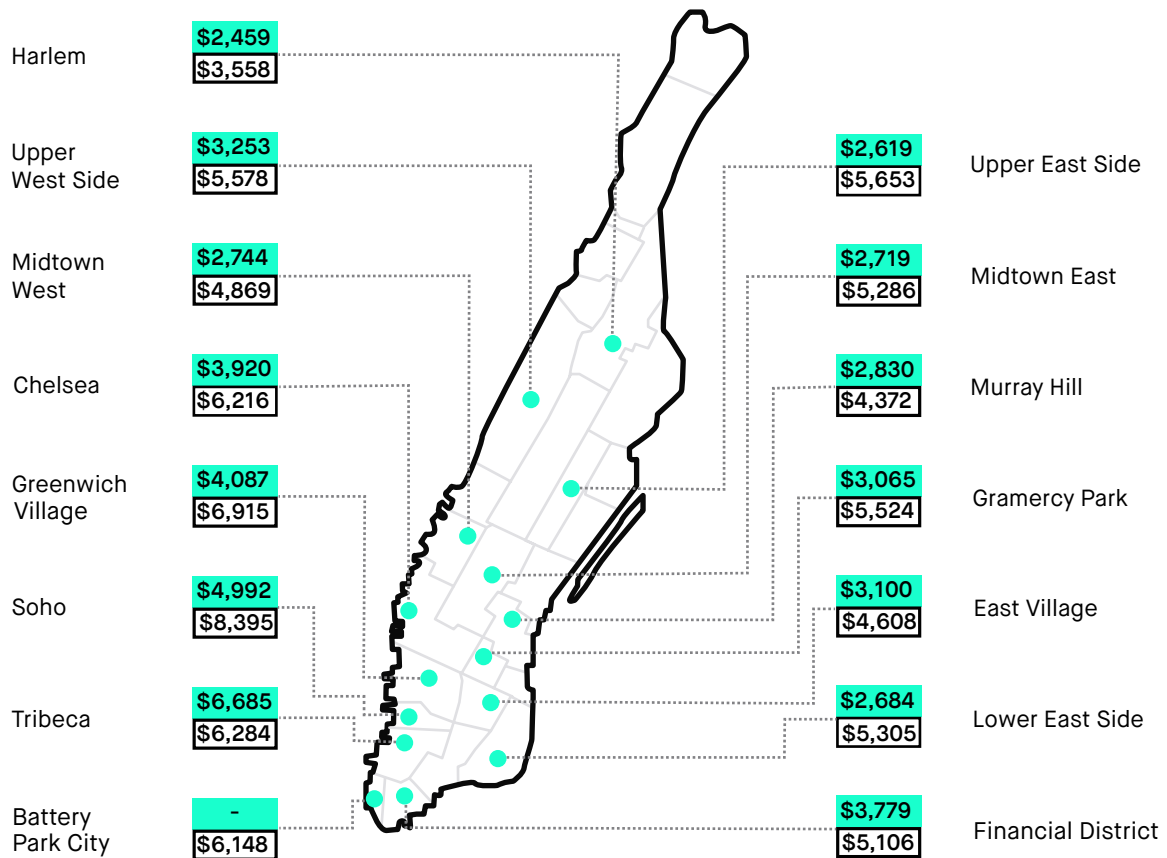 Harlem
$2,459
$3,558
Upper
West Side
$3,253
$5,578
Midtown
West
$2,744
$4,869
Chelsea
$3,920
$6,216
Greenwich
Village
$4,087
$6,915
Soho
$4,992
$8,395
Tribeca
$6,685
$6,284
Battery
Park City
-
$6,148
$2,619
$5,653
Upper East Side
$2,719
$5,286
Midtown East
$2,830
$4,372
Murray Hill
$3,065
$5,524
Gramercy Park
$3,100
$4,608
East Village
$2,684
$5,305
Lower East Side
$3,779
$5,106
Financial District